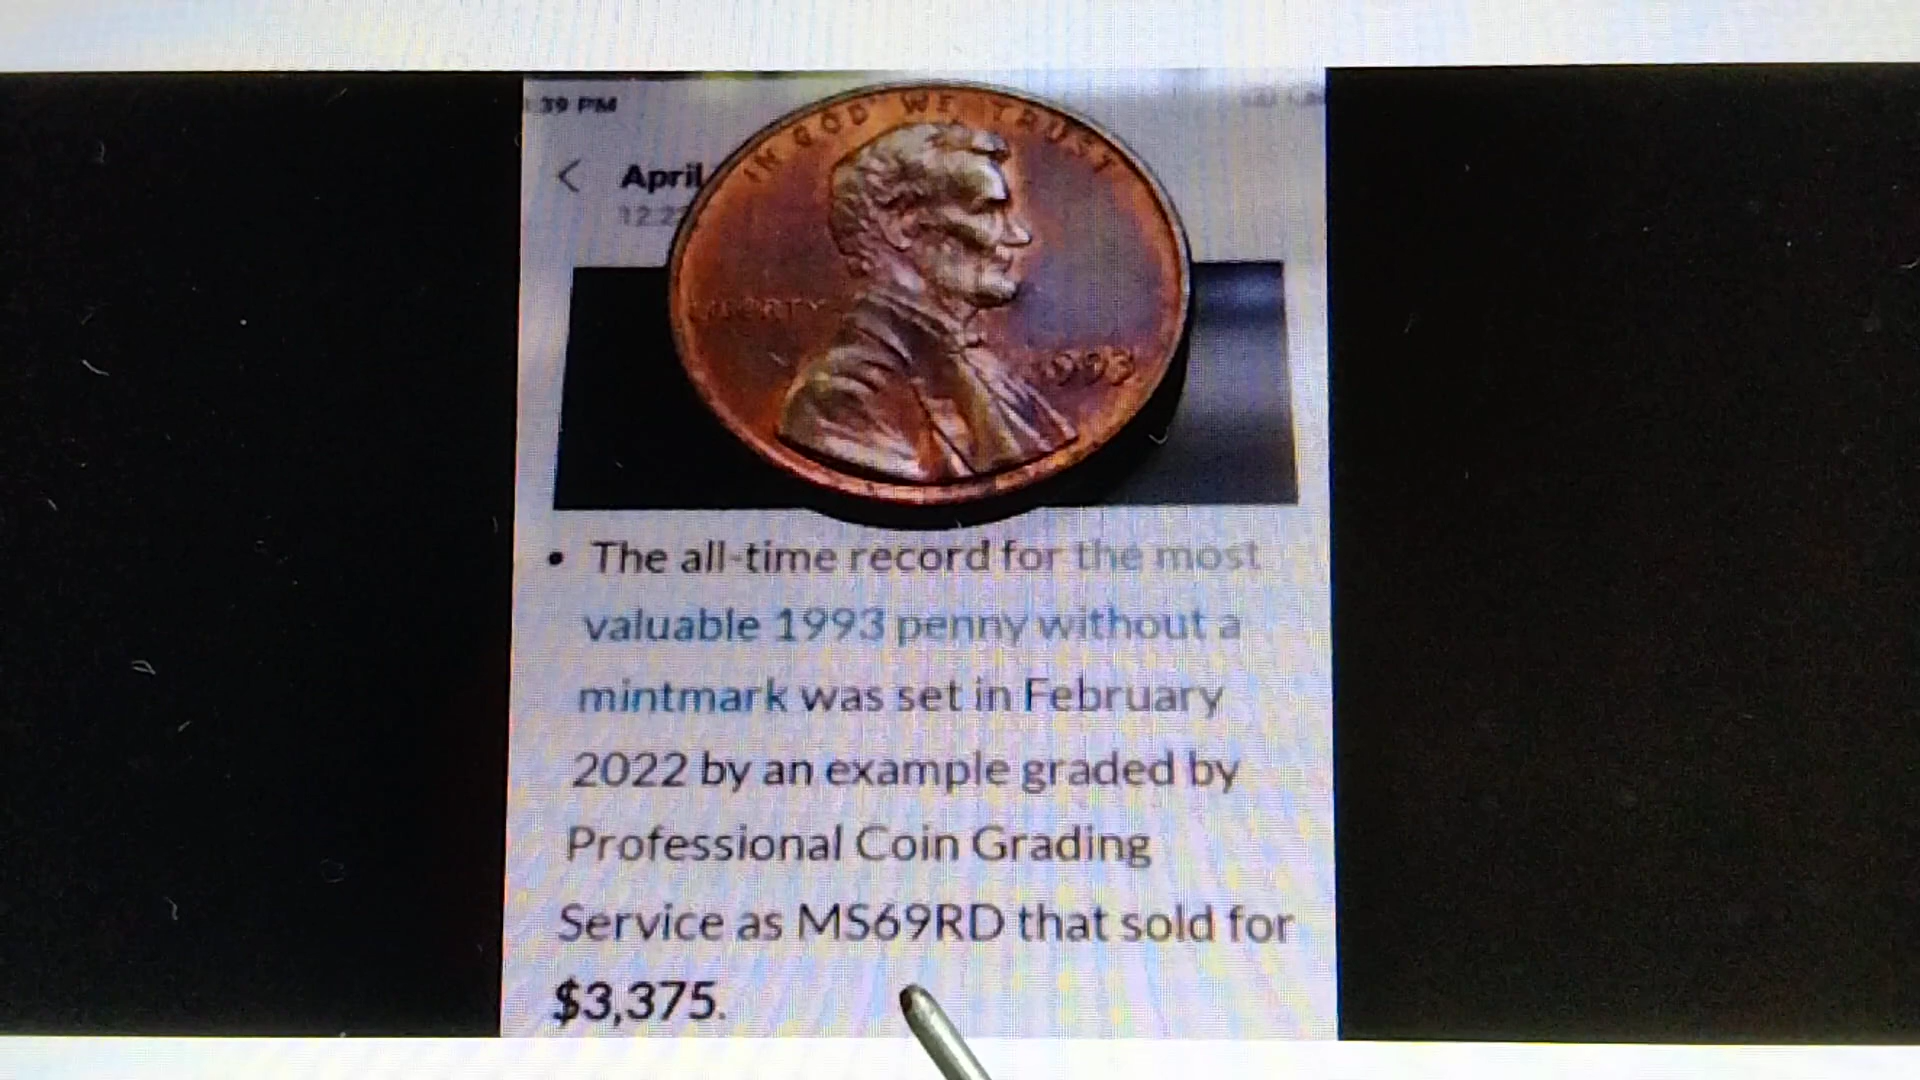 39 PM
April
12:22
IN GOD WE TRUST
LIBERTY
1993
• The all-time record for the most
valuable 1993 penny without a
mintmark was set in February
2022 by an example graded by
Professional Coin Grading
Service as MS69RD that sold for
$3,375.